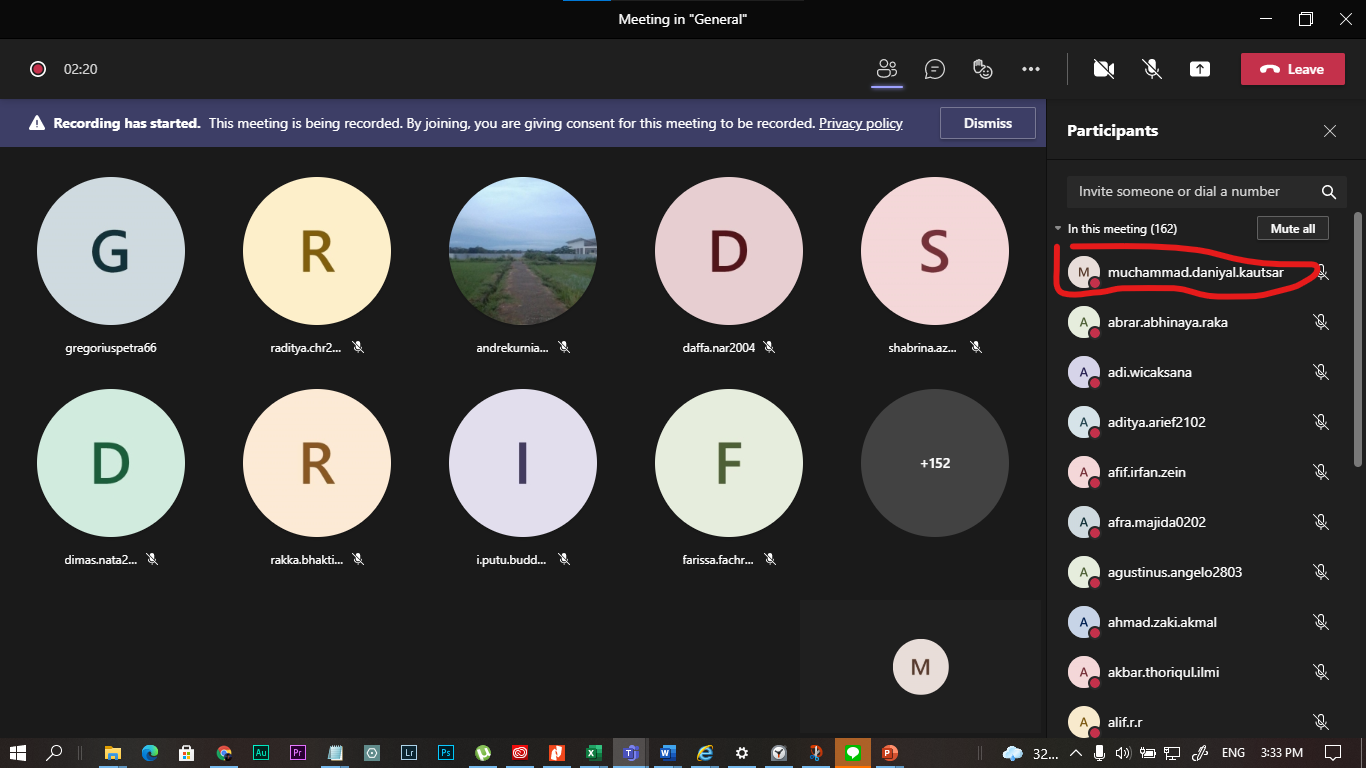 Meeting in "General"
02:20
Leave
Recording has started. This meeting is being recorded. By joining, you are giving consent for this meeting to be recorded. Privacy policy
Dismiss
G
R
D
S
gregoriuspetra66
raditya.chr2...
andrekurnia...
daffa.nar2004
shabrina.az...
D
R
I
F
+152
dimas.nata2...
rakka.bhakti...
i.putu.budd...
farissa.fachr...
M
Participants
Invite someone or dial a number
In this meeting (162)
Mute all
M muchammad.daniyal.kautsar
A abrar.abhinaya.raka
A adi.wicaksana
A aditya.arief2102
A afif.irfan.zein
A afra.majida0202
A agustinus.angelo2803
A ahmad.zaki.akmal
A akbar.thoriqul.ilmi
A alif.r.r
Au
Pr
Lr
Ps
32...
ENG
3:33 PM